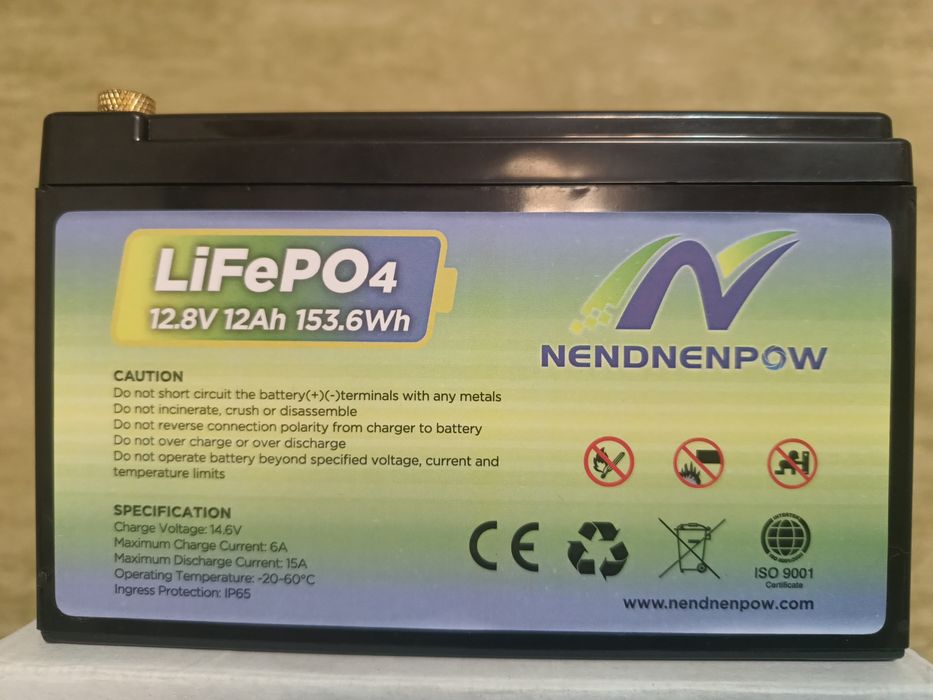 LiFePO4
12.8V 12Ah 153.6Wh
NENDNENPOW
CAUTION
Do not short circuit the battery(+)(-)terminals with any metals
Do not incinerate, crush or disassemble
Do not reverse connection polarity from charger to battery
Do not over charge or over discharge
Do not operate battery beyond specified voltage, current and
temperature limits
SPECIFICATION
Charge Voltage: 14.6V
Maximum Charge Current: 6A
Maximum Discharge Current: 15A
Operating Temperature: -20-60°C
Ingress Protection: IP65
CE
ISO 9001
Certificate
www.nendnenpow.com